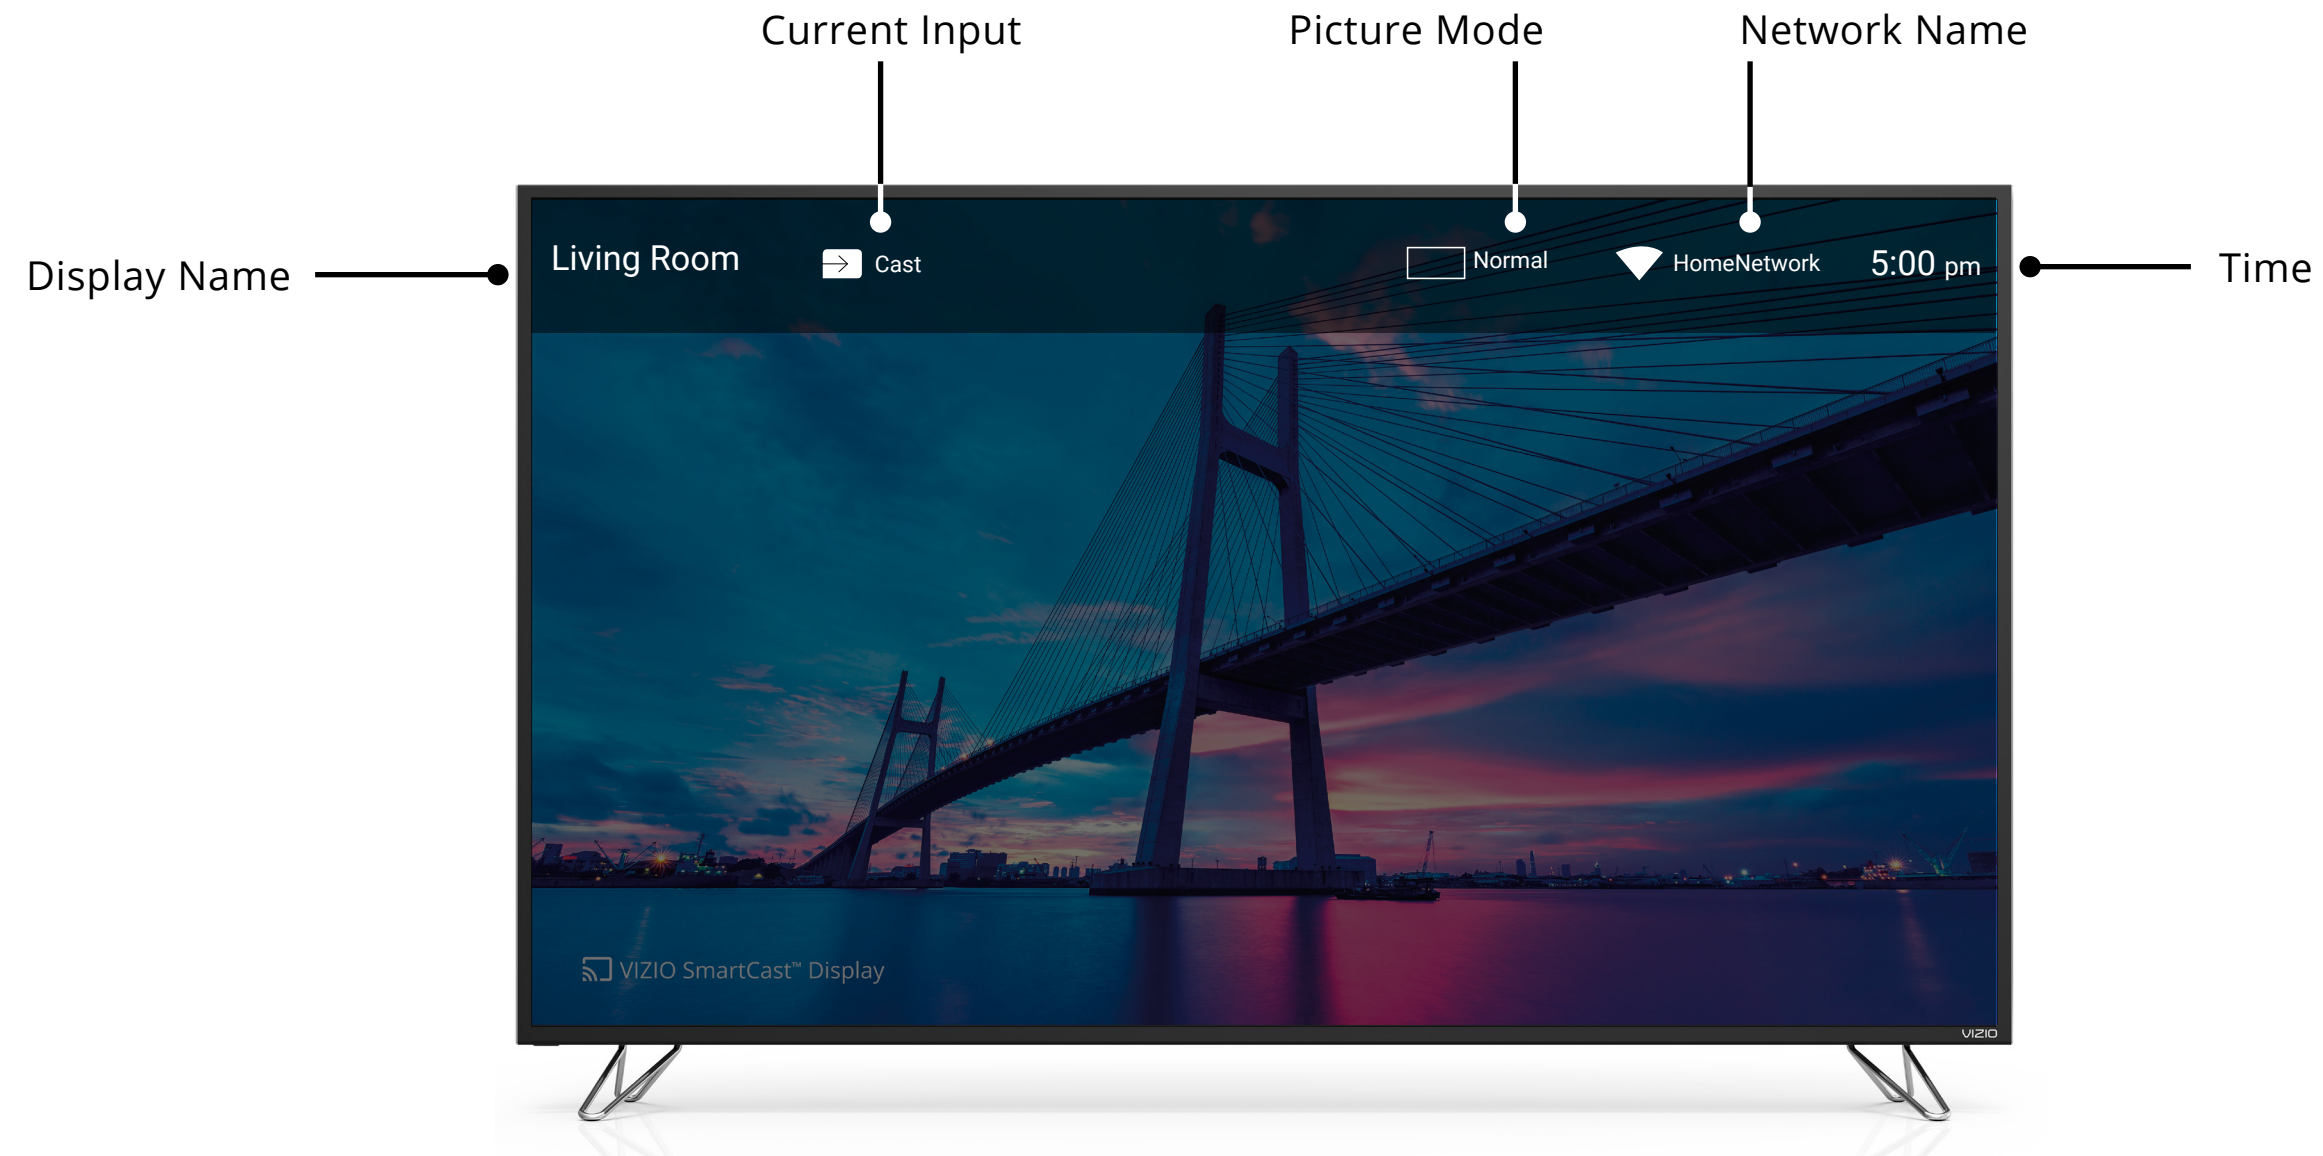 Current Input
Picture Mode
Network Name
Display Name
Living Room
Cast
Normal
HomeNetwork
5:00 pm
Time
VIZIO SmartCast™ Display
VIZIO